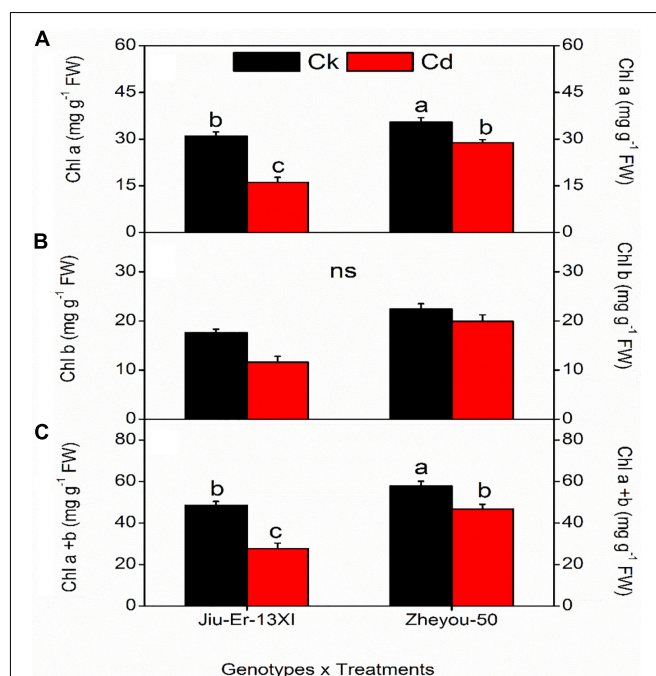 A
60
45
30
15
0
Chl a (mg g⁻¹ FW)
Ck Cd
b
c
a
b
60
45
30
15
0
Chl a (mg g⁻¹ FW)
B
30
20
10
0
Chl b (mg g⁻¹ FW)
ns
30
20
10
0
Chl b (mg g⁻¹ FW)
C
80
60
40
20
0
Chl a +b (mg g⁻¹ FW)
b
c
a
b
80
60
40
20
0
Chl a +b (mg g⁻¹ FW)
Jiu-Er-13XI Zheyou-50
Genotypes x Treatments